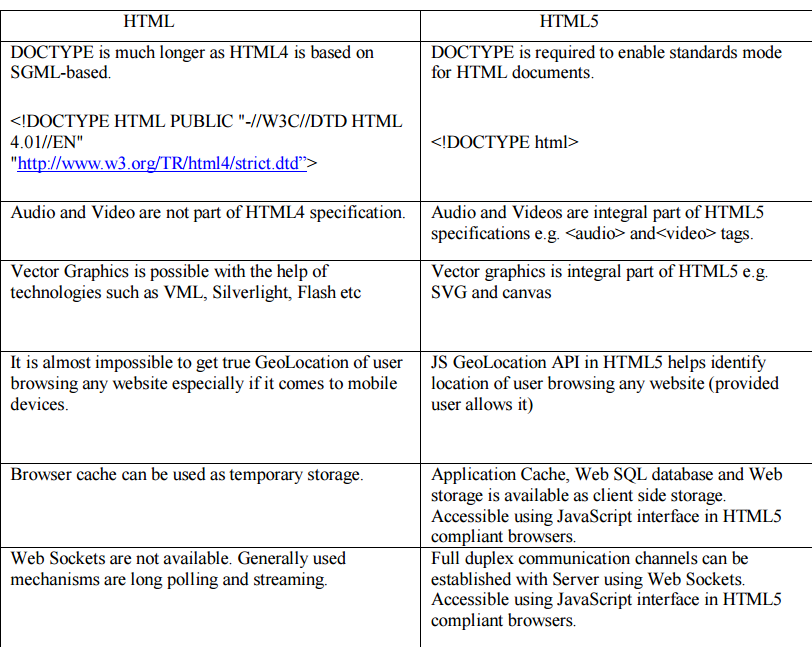 HTML
HTML5
DOCTYPE is much longer as HTML4 is based on
SGML-based.
<!DOCTYPE HTML PUBLIC "-//W3C//DTD HTML
4.01//EN"
"http://www.w3.org/TR/html4/strict.dtd”>
DOCTYPE is required to enable standards mode
for HTML documents.
<!DOCTYPE html>
Audio and Video are not part of HTML4 specification.
Audio and Videos are integral part of HTML5
specifications e.g. <audio> and<video> tags.
Vector Graphics is possible with the help of
technologies such as VML, Silverlight, Flash etc
Vector graphics is integral part of HTML5 e.g.
SVG and canvas
It is almost impossible to get true GeoLocation of user
browsing any website especially if it comes to mobile
devices.
JS GeoLocation API in HTML5 helps identify
location of user browsing any website (provided
user allows it)
Browser cache can be used as temporary storage.
Application Cache, Web SQL database and Web
storage is available as client side storage.
Accessible using JavaScript interface in HTML5
compliant browsers.
Web Sockets are not available. Generally used
mechanisms are long polling and streaming.
Full duplex communication channels can be
established with Server using Web Sockets.
Accessible using JavaScript interface in HTML5
compliant browsers.